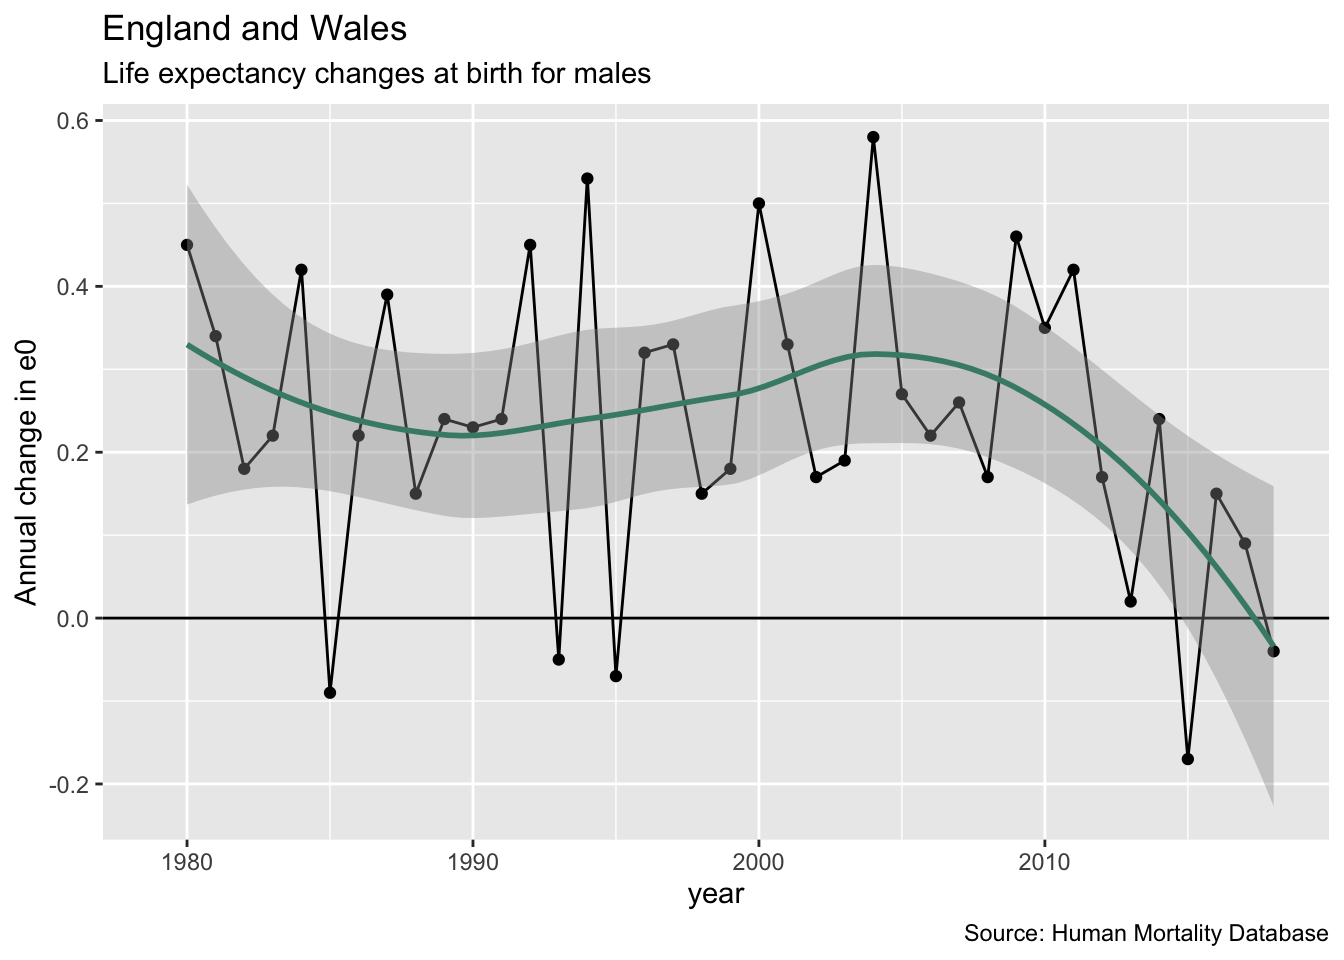 England and Wales
Life expectancy changes at birth for males
Annual change in e0
0.6
0.4
0.2
0.0
-0.2
1980 1990 2000 2010
year
Source: Human Mortality Database